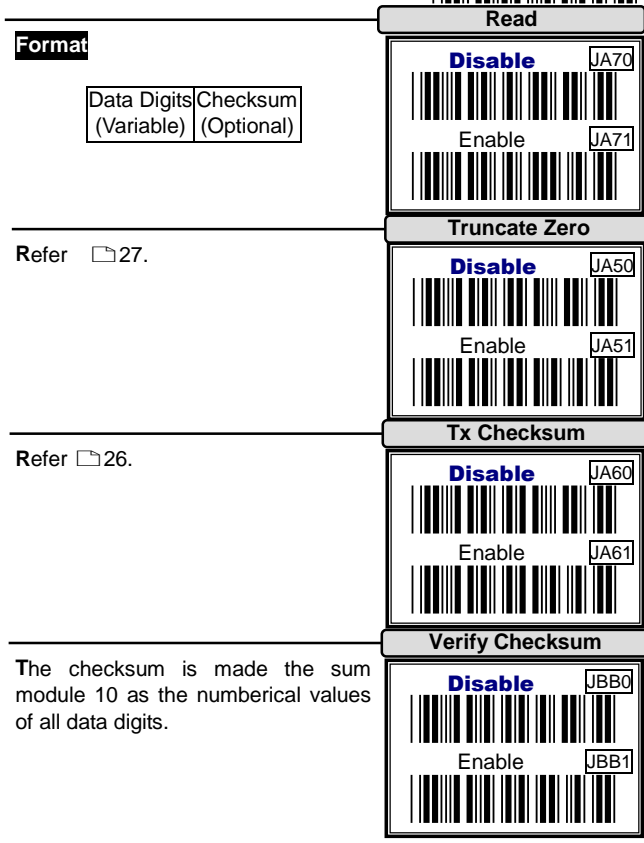 Read
Format
Data Digits Checksum
(Variable) (Optional)
Disable JA70
Enable JA71
Truncate Zero
Refer 27.
Disable JA50
Enable JA51
Tx Checksum
Refer 26.
Disable JA60
Enable JA61
Verify Checksum
The checksum is made the sum
module 10 as the numberical values
of all data digits.
Disable JBB0
Enable JBB1